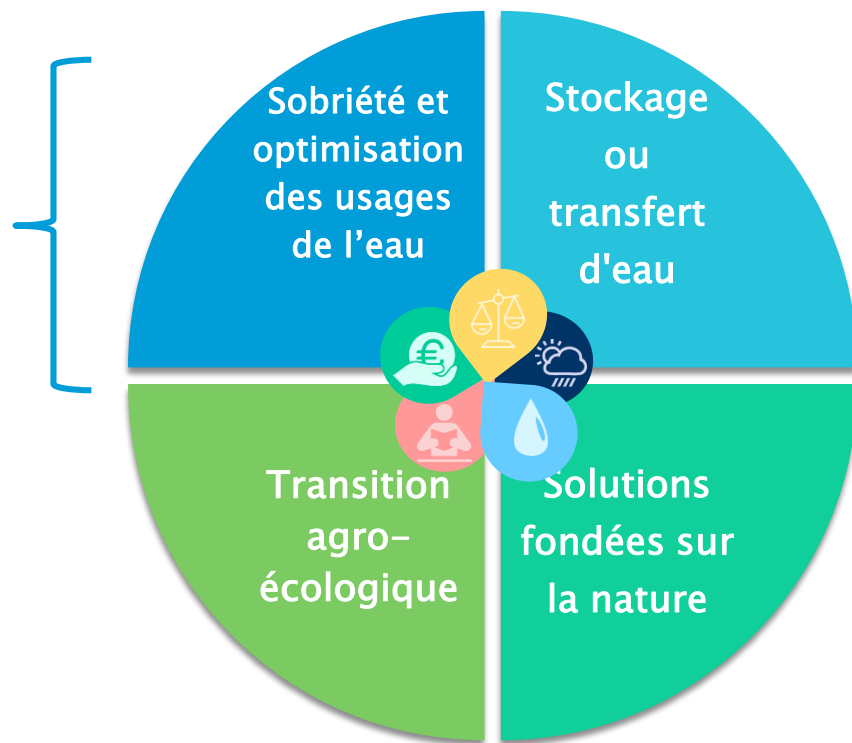 Sobriété et
optimisation
des usages
de l’eau
Stockage
ou
transfert
d'eau
Transition
agro-
écologique
Solutions
fondées sur
la nature